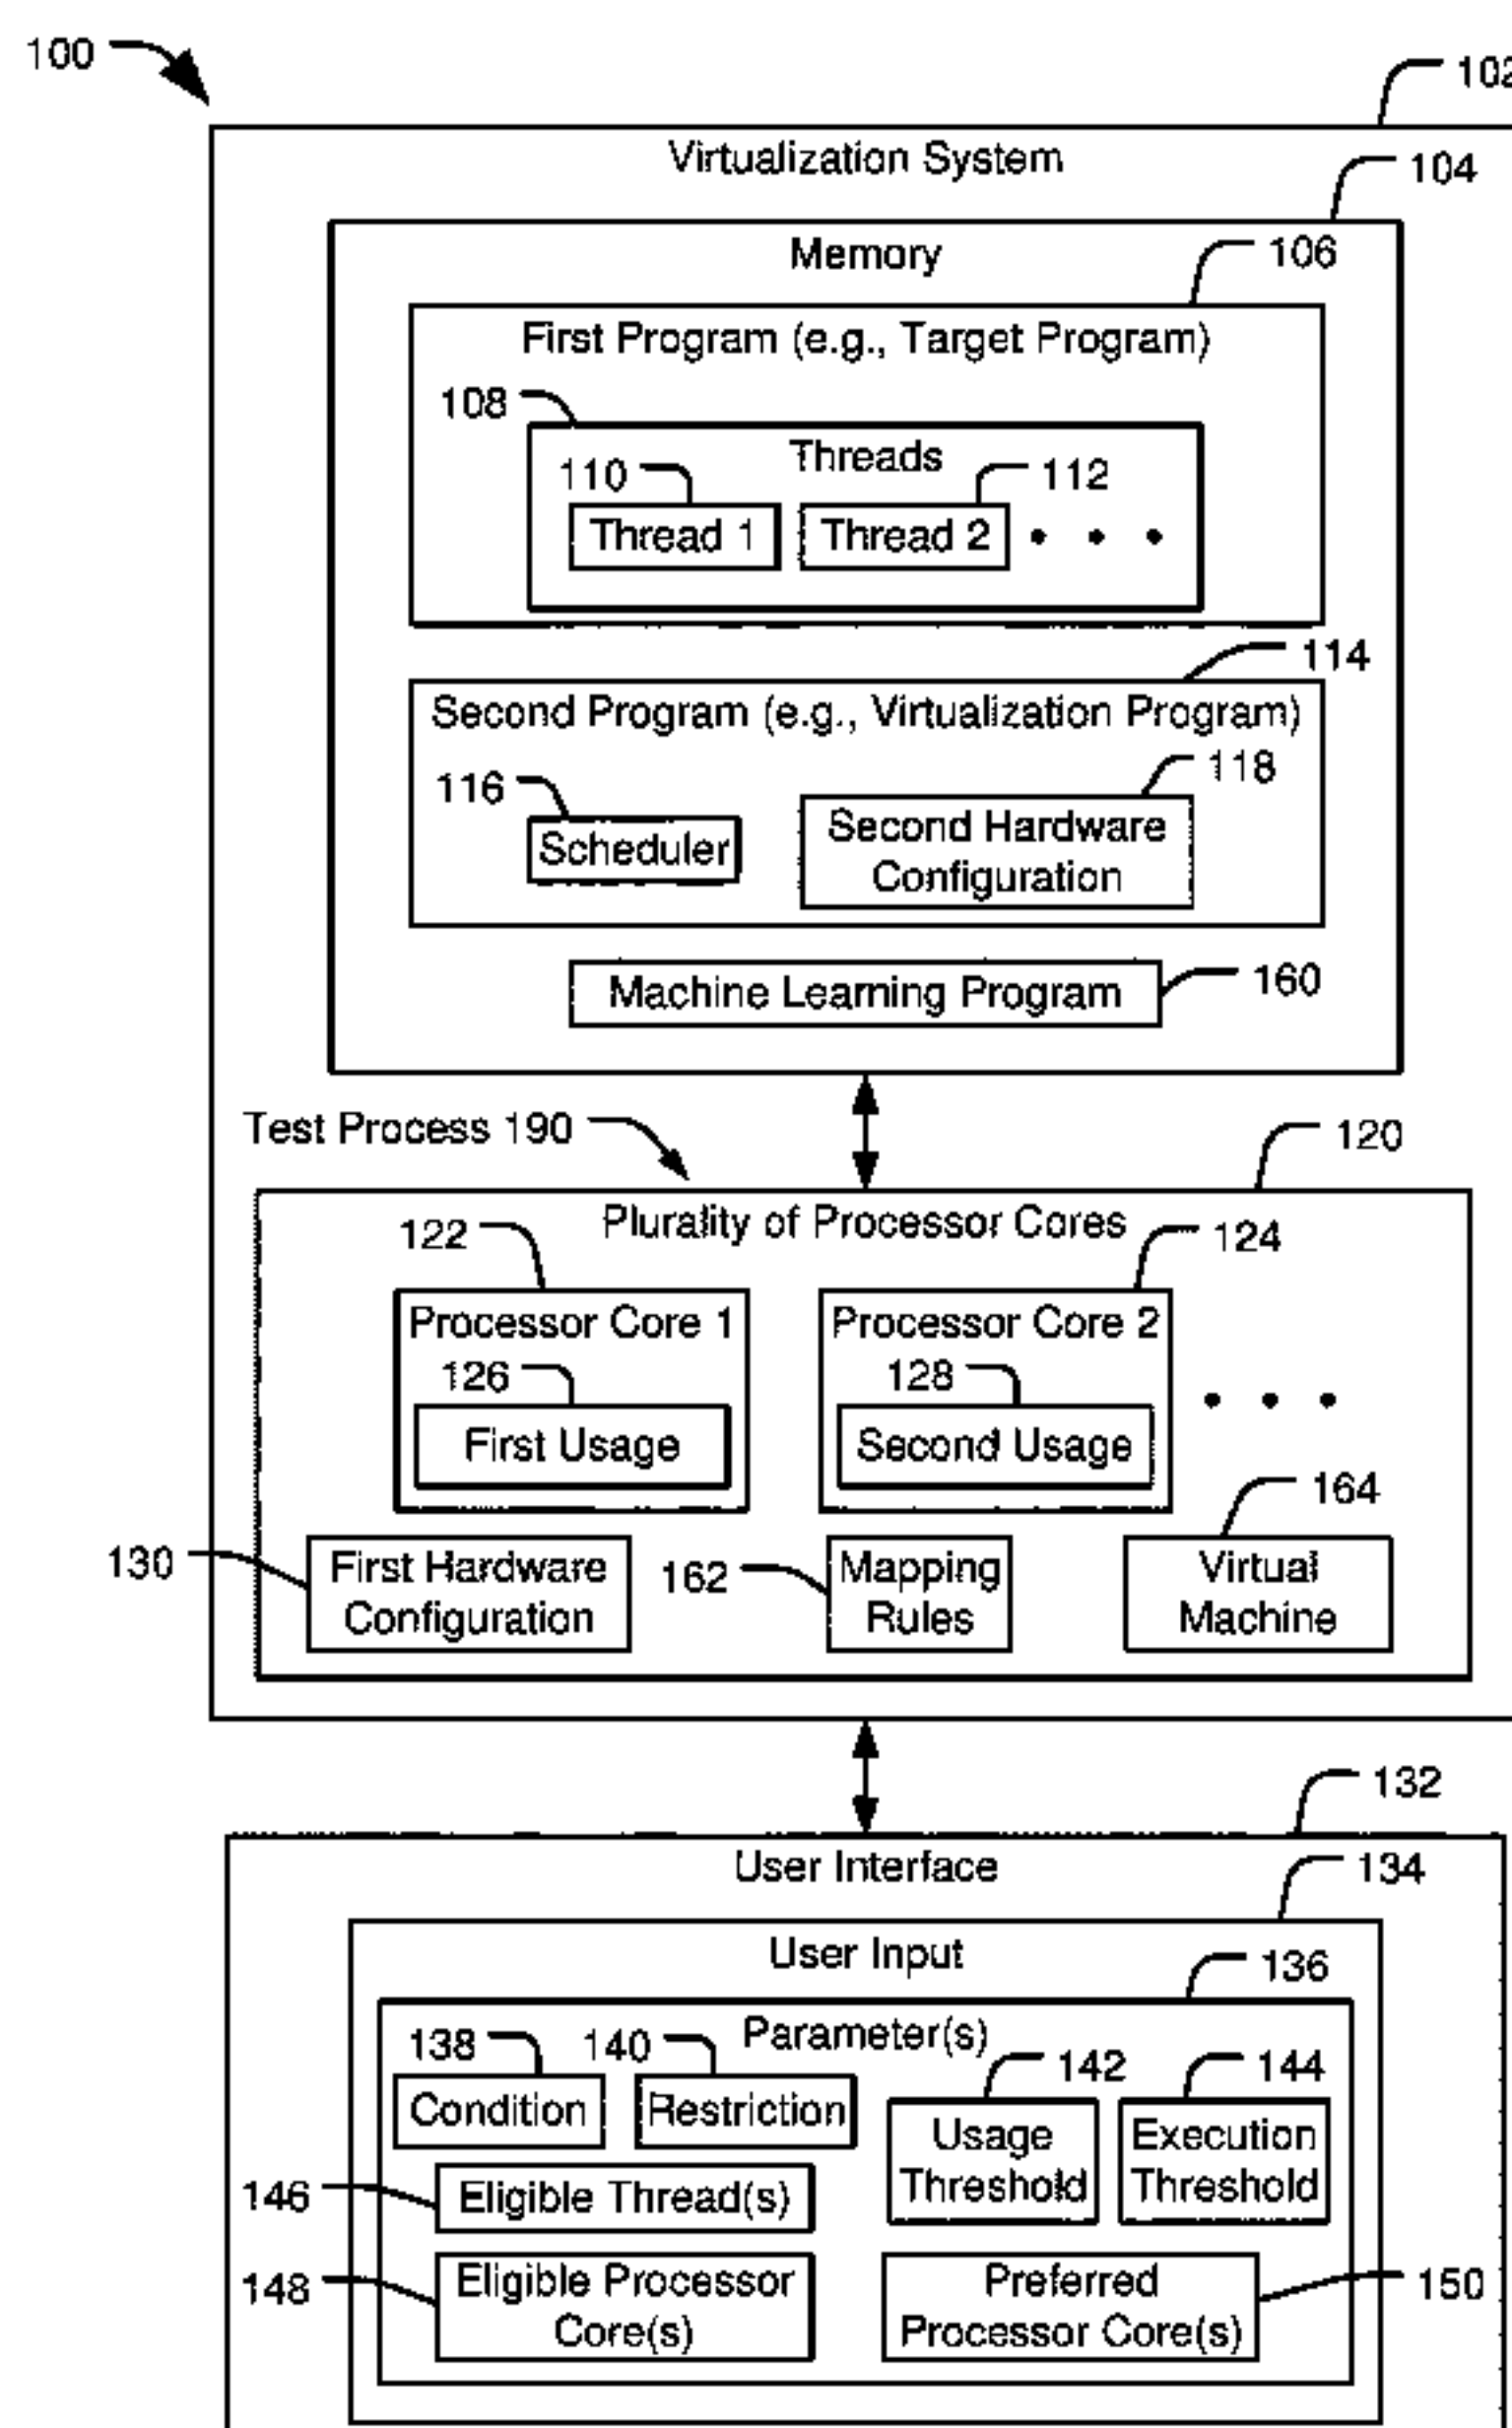 100
102
Virtualization System
104
Memory
106
First Program (e.g., Target Program)
108
Threads
110
112
Thread 1
Thread 2
114
Second Program (e.g., Virtualization Program)
116
118
Scheduler
Second Hardware
Configuration
Machine Learning Program
160
Test Process 190
120
Plurality of Processor Cores
122
124
Processor Core 1
Processor Core 2
126
128
First Usage
Second Usage
164
130
First Hardware
Configuration
162
Mapping
Rules
Virtual
Machine
132
User Interface
134
User Input
136
Parameter(s)
138
140
142
144
Condition
Restriction
Usage
Threshold
Execution
Threshold
146
Eligible Thread(s)
148
Eligible Processor
Core(s)
Preferred
Processor Core(s)
150